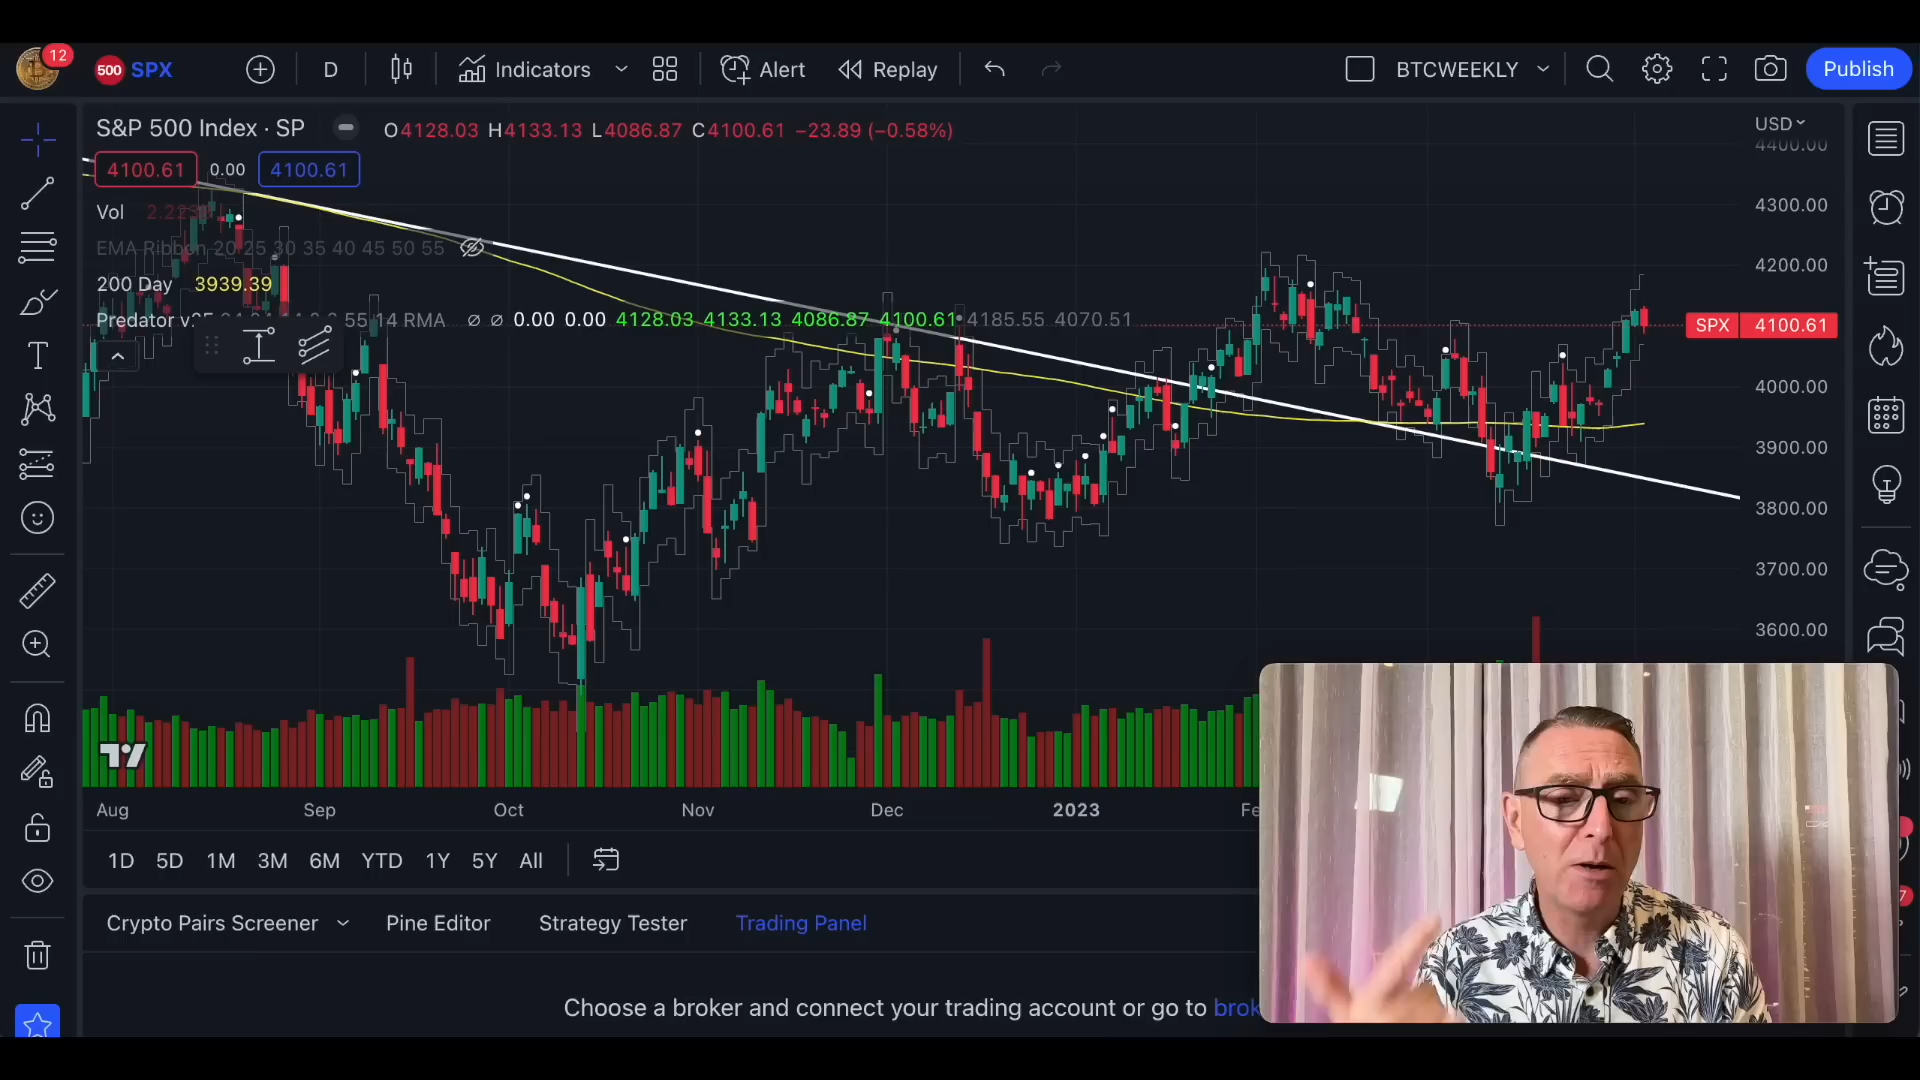 12
500 SPX D Indicators Alert Replay BTCWEEKLY Publish
S&P 500 Index · SP O4128.03 H4133.13 L4086.87 C4100.61 −23.89 (−0.58%)
USD
4400.00
4100.61 0.00 4100.61
Vol
4300.00
EMA Ribbon 20 25 30 35 40 45 50 55
4200.00
200 Day 3939.39
Predator 14 RMA ∅ ∅ 0.00 0.00 4128.03 4133.13 4086.87 4100.61 4185.55 4070.51
SPX 4100.61
4000.00
3900.00
3800.00
3700.00
3600.00
Aug Sep Oct Nov Dec 2023
1D 5D 1M 3M 6M YTD 1Y 5Y All
Crypto Pairs Screener Pine Editor Strategy Tester Trading Panel
Choose a broker and connect your trading account or go to brok